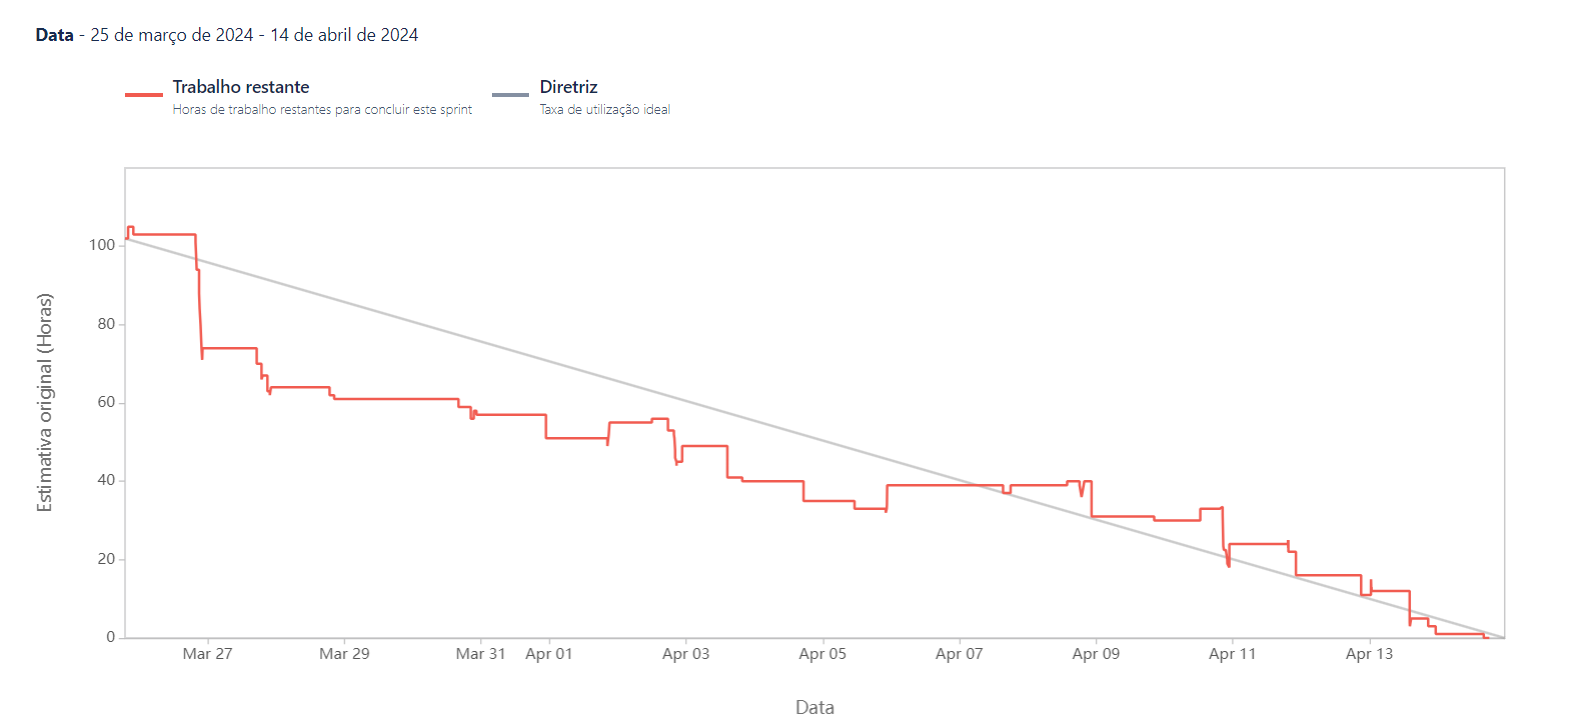 Data - 25 de março de 2024 - 14 de abril de 2024
Trabalho restante
Horas de trabalho restantes para concluir este sprint
Diretriz
Taxa de utilização ideal
Estimativa original (Horas)
100
80
60
40
20
0
Mar 27 Mar 29 Mar 31 Apr 01 Apr 03 Apr 05 Apr 07 Apr 09 Apr 11 Apr 13
Data